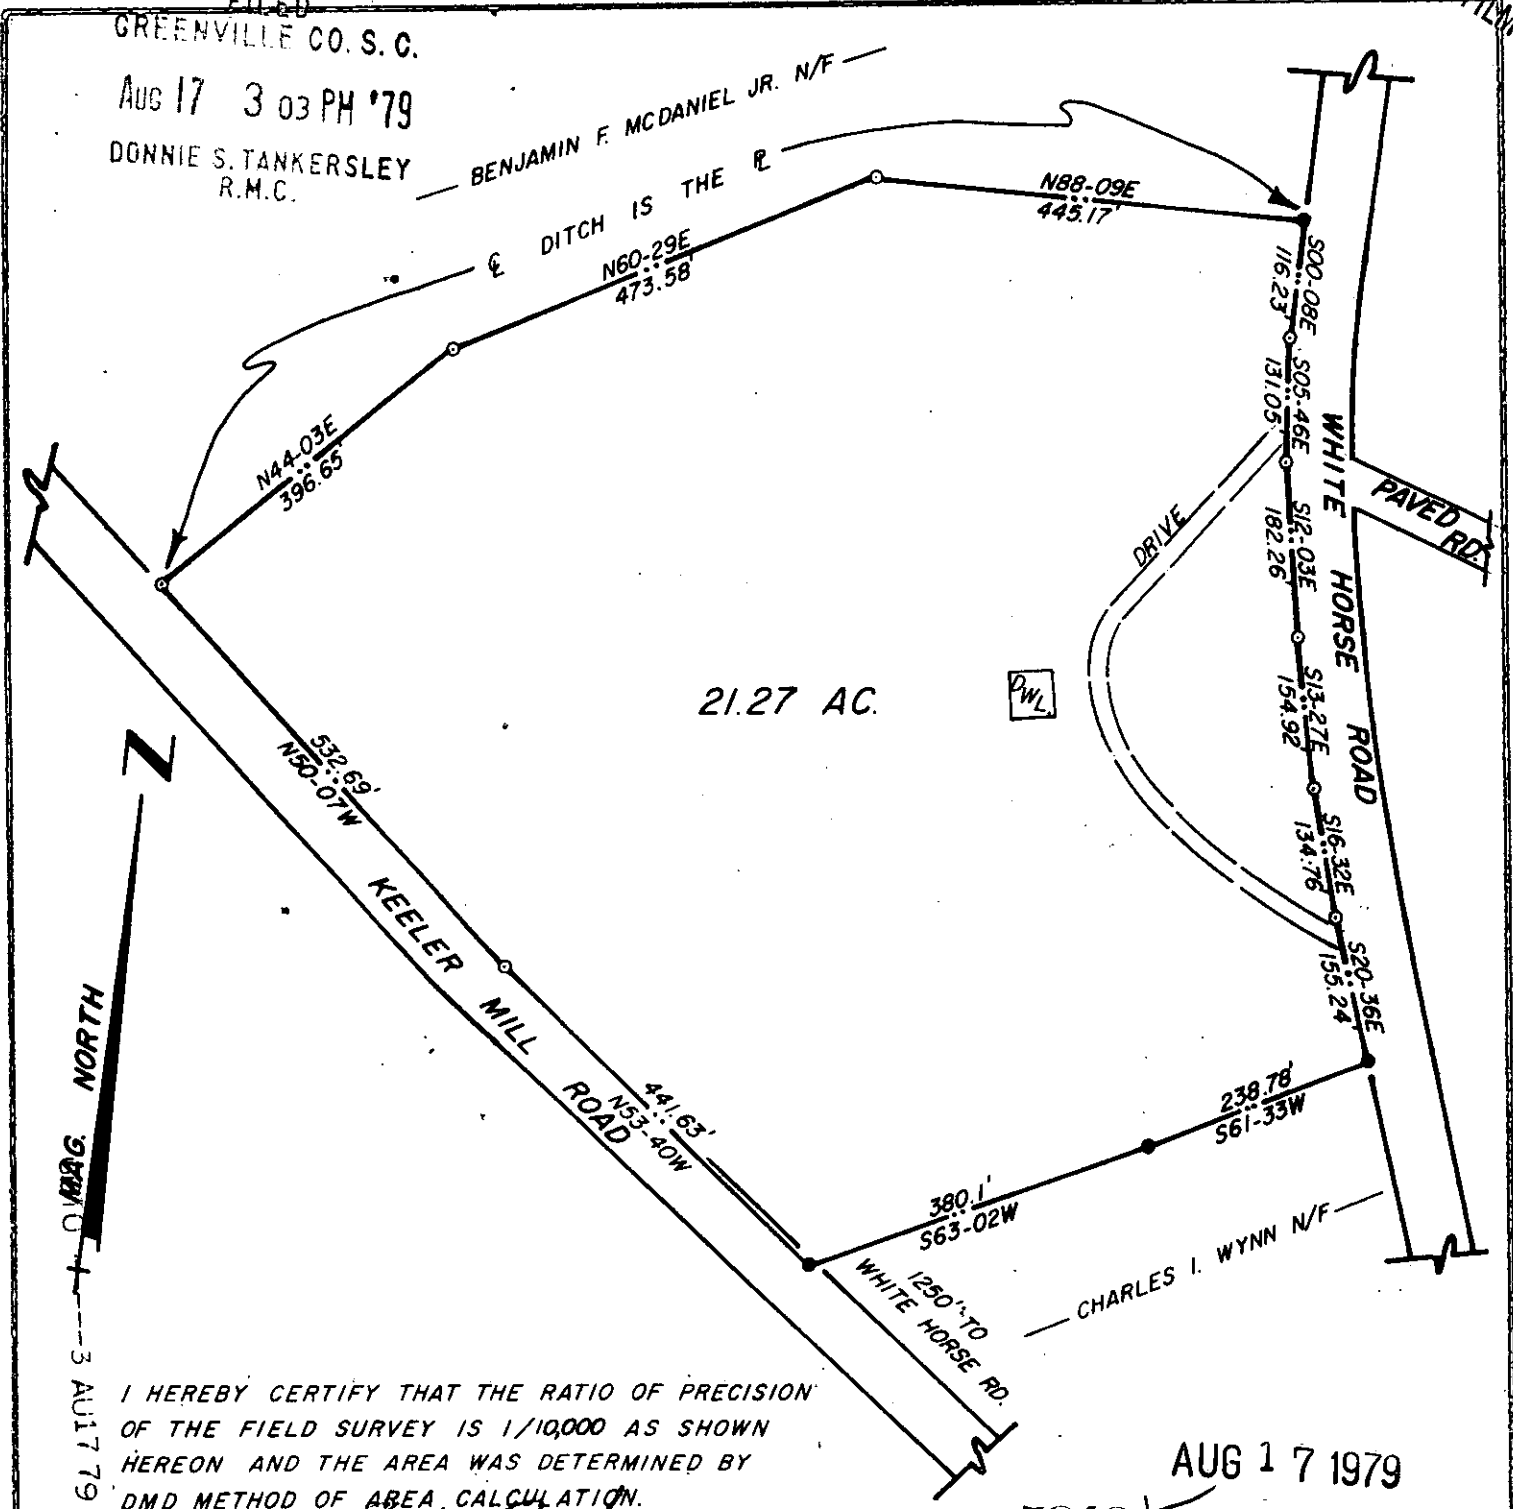 FILED
GREENVILLE CO. S. C.
AUG 17 3 03 PM '79
DONNIE S. TANKERSLEY
R.M.C.
BENJAMIN F. MCDANIEL JR. N/F
℄ DITCH IS THE ⅊
N88-09E
445.17'
N60-29E
473.58'
N44-03E
396.65'
S00-08E
116.23'
S05-46E
131.05'
S12-03E
182.26'
S13-27E
154.92'
S16-32E
134.76'
S20-36E
155.24'
WHITE HORSE ROAD
PAVED
RD.
DRIVE
DWL.
21.27 AC.
532.69'
N50-07W
KEELER MILL ROAD
441.63'
N53-40W
238.78'
S61-33W
380.1'
S63-02W
1250' TO
WHITE HORSE RD.
CHARLES I. WYNN N/F
MAG. NORTH
3 AU17 79
I HEREBY CERTIFY THAT THE RATIO OF PRECISION
OF THE FIELD SURVEY IS 1/10,000 AS SHOWN
HEREON AND THE AREA WAS DETERMINED BY
DMD METHOD OF AREA CALCULATION.
AUG 17 1979